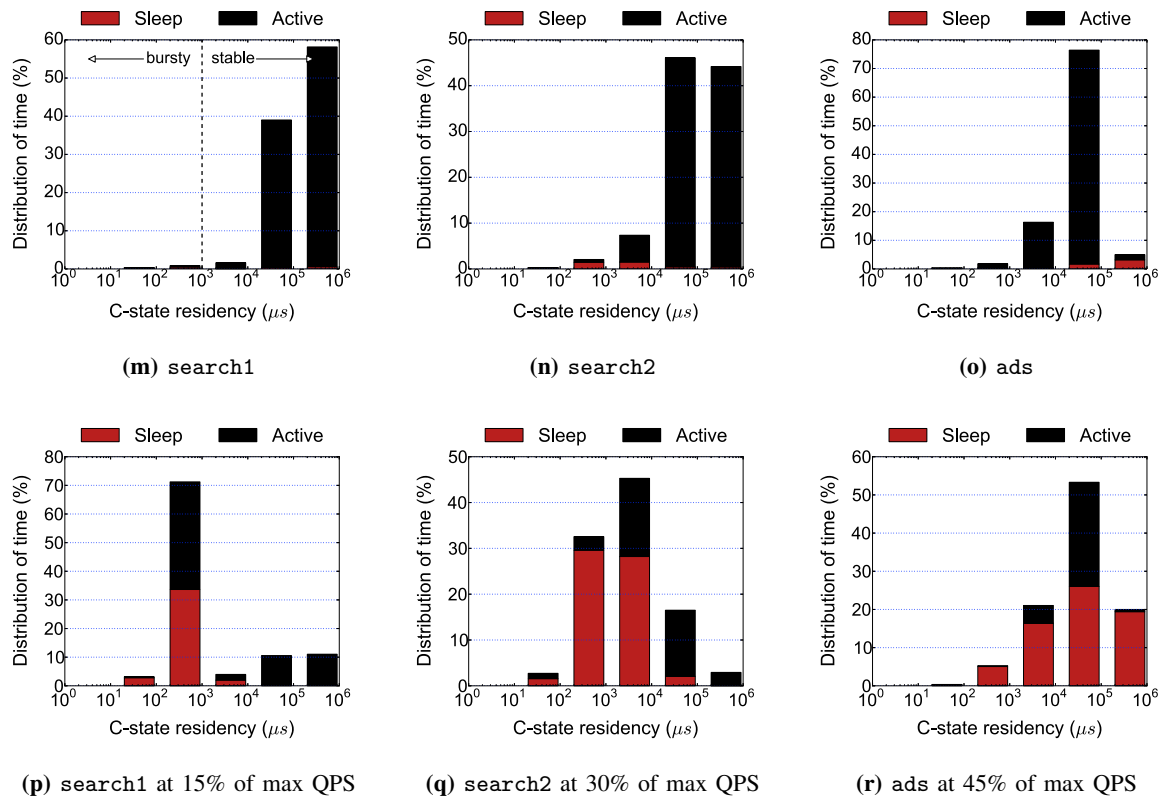 Sleep Active
Distribution of time (%)
60
50
40
30
20
10
0
bursty stable
10^0 10^1 10^2 10^3 10^4 10^5 10^6
C-state residency (μs)
(m) search1
Sleep Active
Distribution of time (%)
50
40
30
20
10
0
10^0 10^1 10^2 10^3 10^4 10^5 10^6
C-state residency (μs)
(n) search2
Sleep Active
Distribution of time (%)
80
70
60
50
40
30
20
10
0
10^0 10^1 10^2 10^3 10^4 10^5 10^6
C-state residency (μs)
(o) ads
Sleep Active
Distribution of time (%)
80
70
60
50
40
30
20
10
0
10^0 10^1 10^2 10^3 10^4 10^5 10^6
C-state residency (μs)
(p) search1 at 15% of max QPS
Sleep Active
Distribution of time (%)
50
40
30
20
10
0
10^0 10^1 10^2 10^3 10^4 10^5 10^6
C-state residency (μs)
(q) search2 at 30% of max QPS
Sleep Active
Distribution of time (%)
60
50
40
30
20
10
0
10^0 10^1 10^2 10^3 10^4 10^5 10^6
C-state residency (μs)
(r) ads at 45% of max QPS